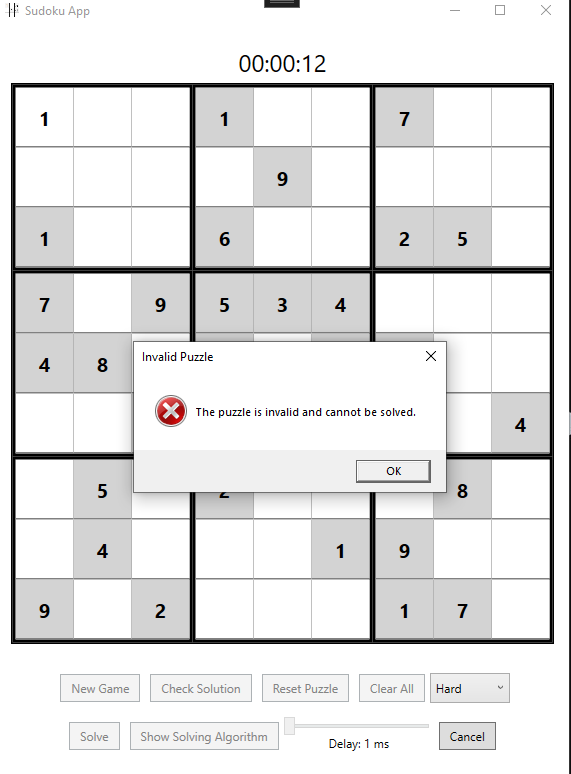 Sudoku App
00:00:12
1 1 7
9
1 6 2 5
7 9 5 3 4
Invalid Puzzle
4 8
The puzzle is invalid and cannot be solved.
4
OK
5 2 8
4 1 9
9 2 1 7
New Game Check Solution Reset Puzzle Clear All Hard
Solve Show Solving Algorithm Delay: 1 ms Cancel